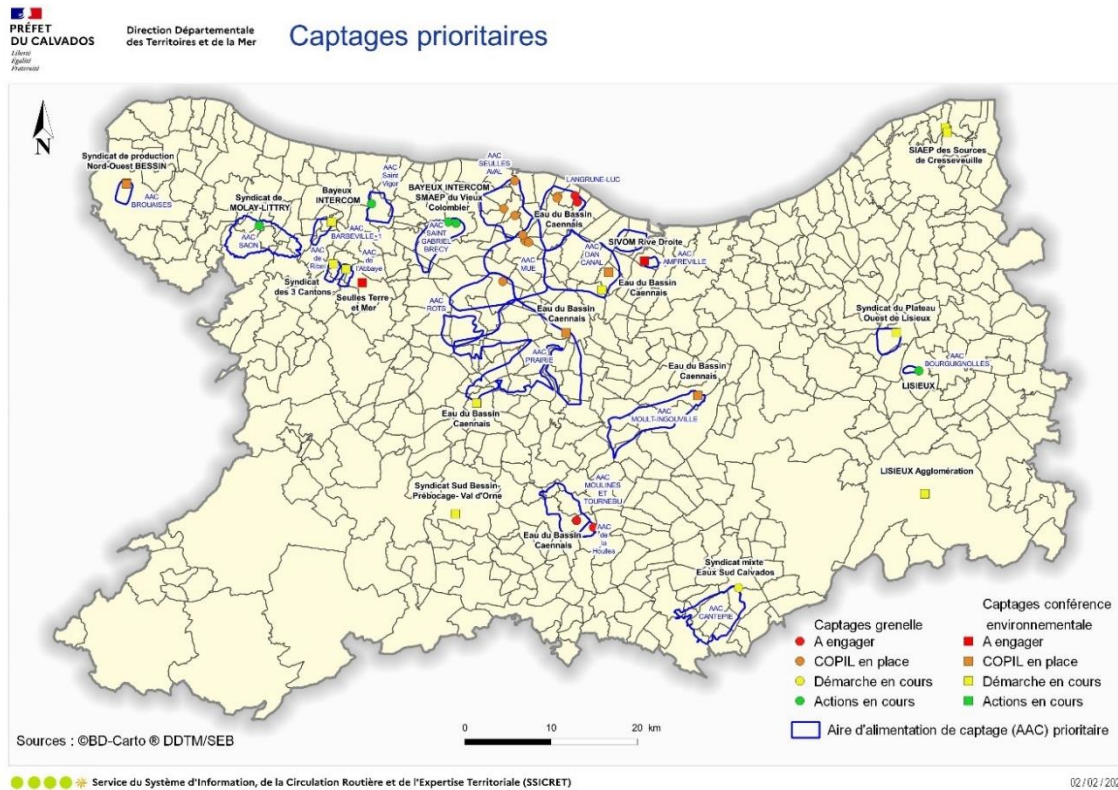 PRÉFET
DU CALVADOS
Liberté
Égalité
Fraternité
Direction Départementale
des Territoires et de la Mer
Captages prioritaires
N
Syndicat de production
Nord-Ouest BESSIN
AAC
BROUAISES
Syndicat de
MOLAY-LITTRY
AAC
SAON
Bayeux
INTERCOM
AAC
BARBEVILLE+1
AAC
Saint
Vigor
BAYEUX INTERCOM
SMAEP du Vieux
Colombier
AAC
SAINT
GABRIEL
BRECY
AAC
SEULLES
AVAL
LANGRUNE-LUC
Eau du Bassin
Caennais
SIVOM Rive Droite
AAC
DAN
CANAL
AAC
AMFREVILLE
Eau du Bassin
Caennais
AAC
MUE
AAC
de
AAC
de
l'Abbaye
Syndicat
des 3 Cantons
Seulles Terre
et Mer
AAC
ROTS
Eau du Bassin
Caennais
AAC
PRAIRIE
Eau du Bassin
Caennais
Eau du Bassin
Caennais
AAC
MOULT-INGOUVILLE
SIAEP des Sources
de Cresseveuille
Syndicat du Plateau
Ouest de Lisieux
AAC
BOURGUIGNOLLES
LISIEUX
LISIEUX Agglomération
Syndicat Sud Bessin-
Prébocage- Val d'Orne
AAC
MOULINES
ET
TOURNEBU
Eau du Bassin
Caennais
AAC
de
la
Houlles
Syndicat mixte
Eaux Sud Calvados
AAC
CANTEPIE
Captages grenelle
A engager
COPIL en place
Démarche en cours
Actions en cours
Captages conférence
environnementale
A engager
COPIL en place
Démarche en cours
Actions en cours
Aire d'alimentation de captage (AAC) prioritaire
0 10 20 km
Sources : ©BD-Carto ® DDTM/SEB
Service du Système d'Information, de la Circulation Routière et de l'Expertise Territoriale (SSICRET)
02/02/202